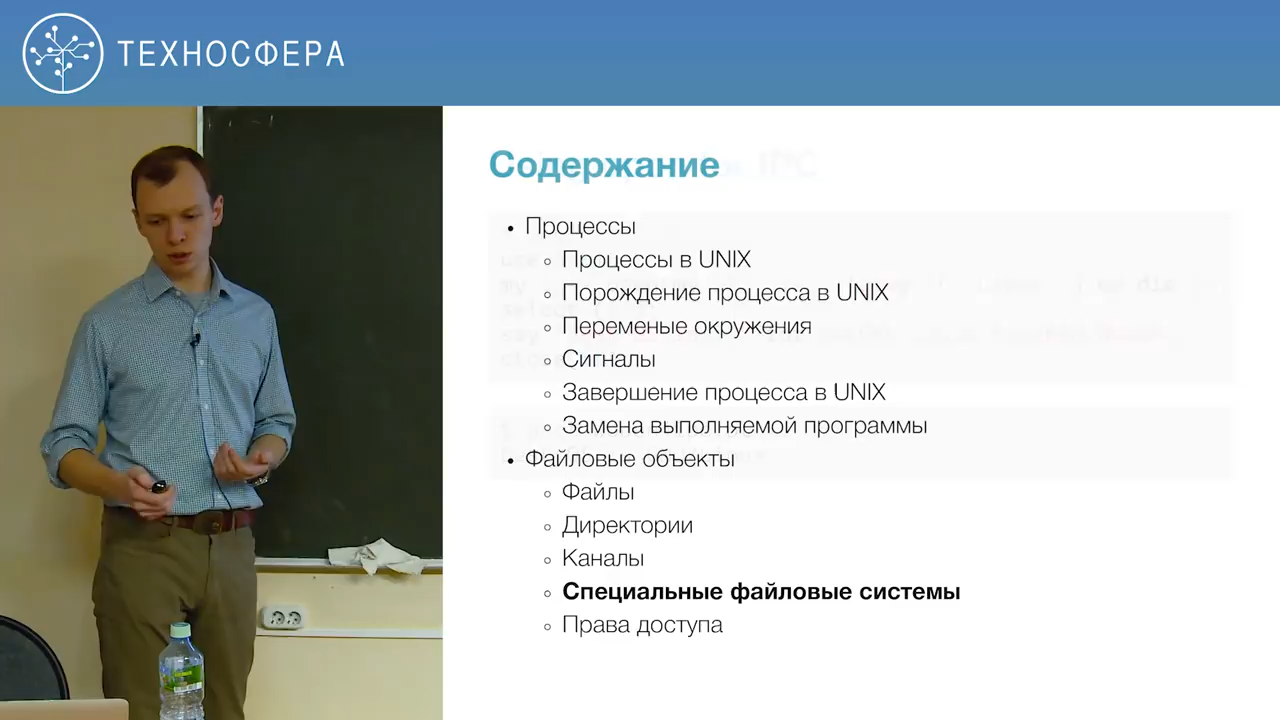 ТЕХНОСФЕРА
Содержание
• Процессы
◦ Процессы в UNIX
◦ Порождение процесса в UNIX
◦ Переменые окружения
◦ Сигналы
◦ Завершение процесса в UNIX
◦ Замена выполняемой программы
• Файловые объекты
◦ Файлы
◦ Директории
◦ Каналы
◦ Специальные файловые системы
◦ Права доступа